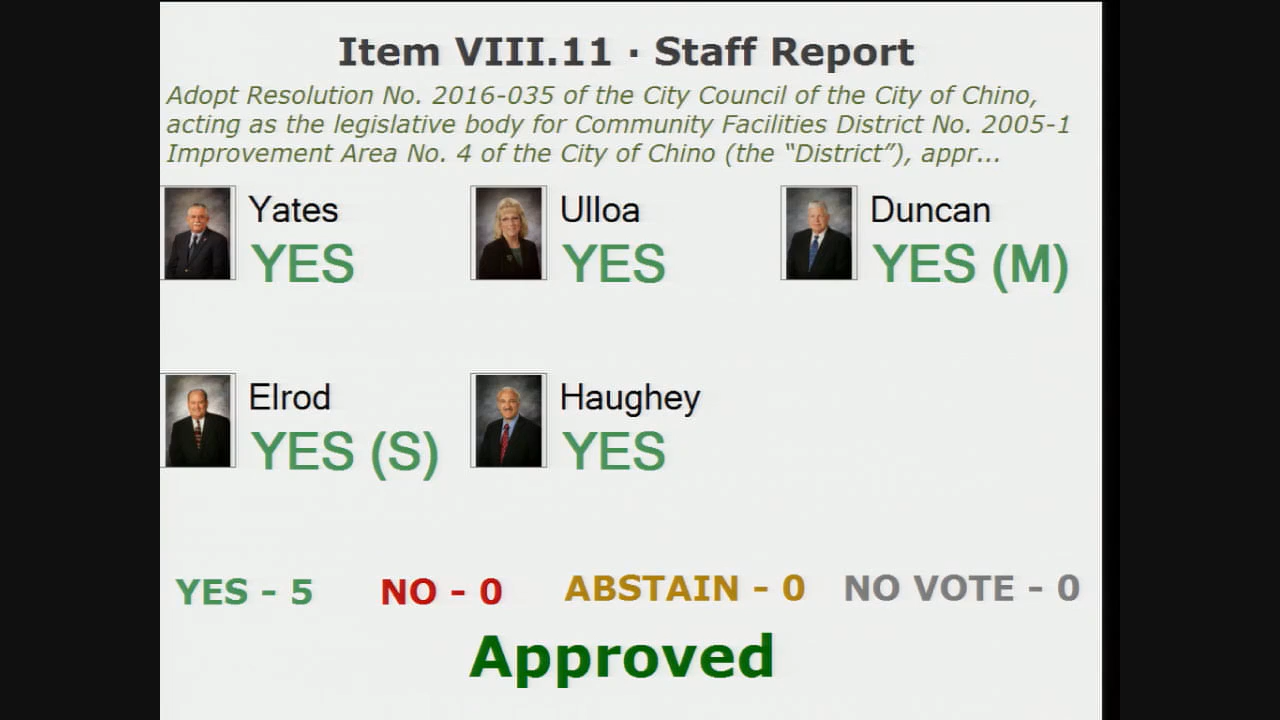 Item VIII.11 · Staff Report
Adopt Resolution No. 2016-035 of the City Council of the City of Chino,
acting as the legislative body for Community Facilities District No. 2005-1
Improvement Area No. 4 of the City of Chino (the “District”), appr...
Yates Ulloa Duncan
YES YES YES (M)
Elrod Haughey
YES (S) YES
YES - 5 NO - 0 ABSTAIN - 0 NO VOTE - 0
Approved